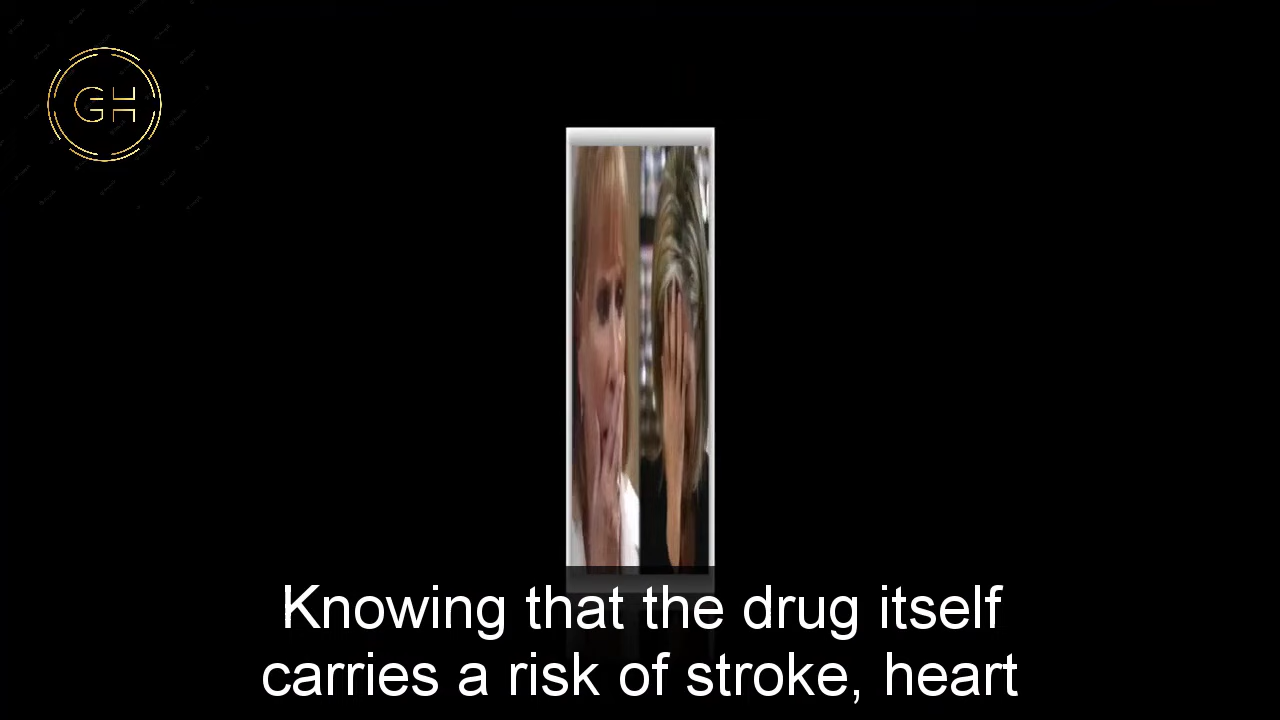 GH
Knowing that the drug itself
carries a risk of stroke, heart